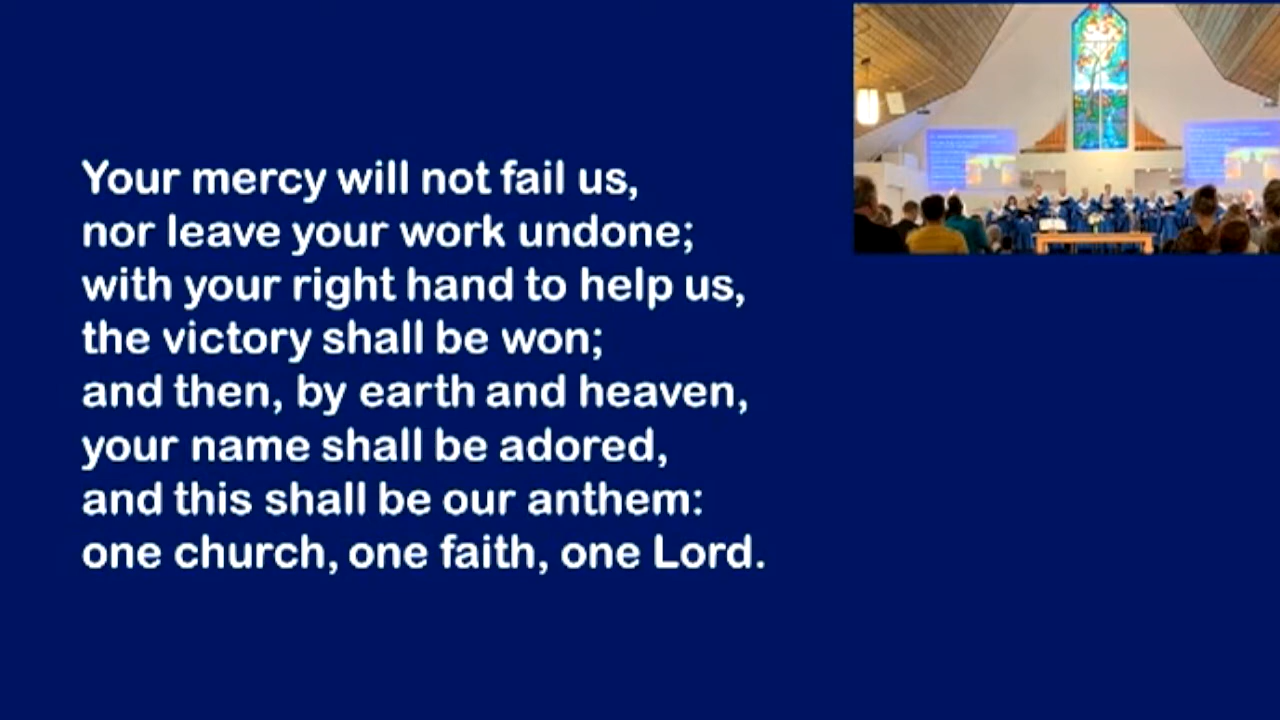 Your mercy will not fail us,
nor leave your work undone;
with your right hand to help us,
the victory shall be won;
and then, by earth and heaven,
your name shall be adored,
and this shall be our anthem:
one church, one faith, one Lord.